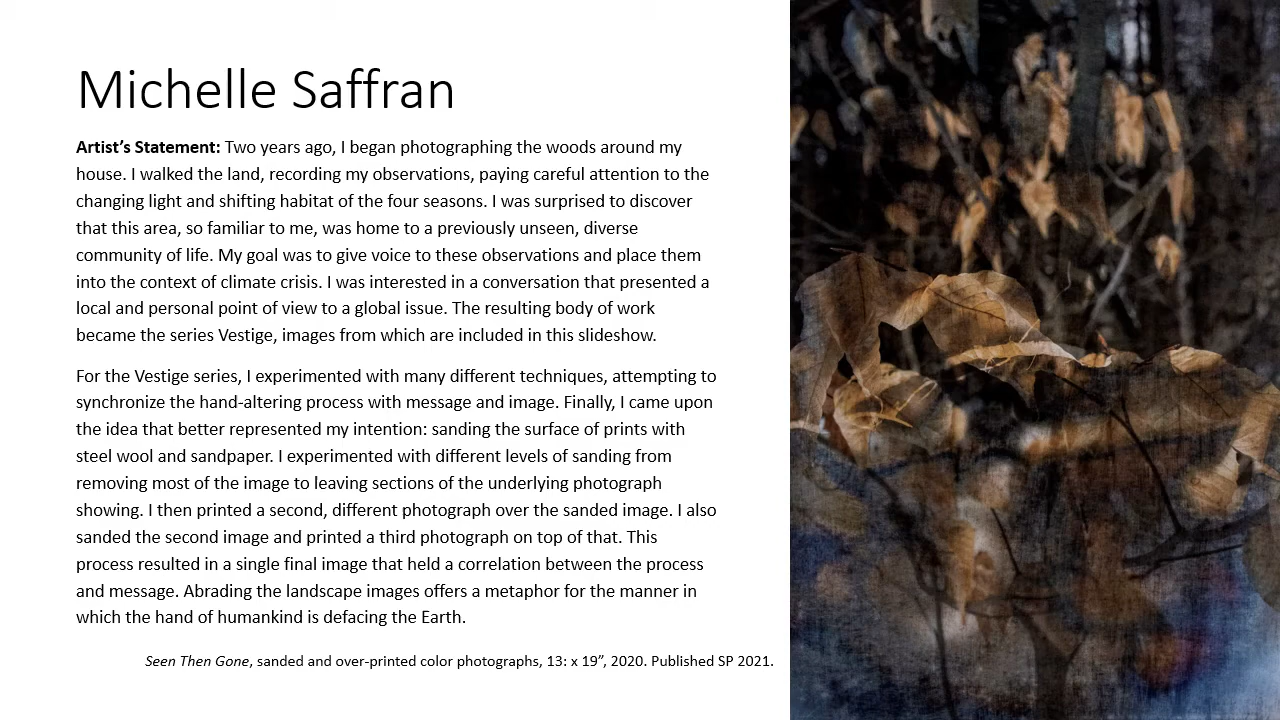 Michelle Saffran
Artist’s Statement: Two years ago, I began photographing the woods around my
house. I walked the land, recording my observations, paying careful attention to the
changing light and shifting habitat of the four seasons. I was surprised to discover
that this area, so familiar to me, was home to a previously unseen, diverse
community of life. My goal was to give voice to these observations and place them
into the context of climate crisis. I was interested in a conversation that presented a
local and personal point of view to a global issue. The resulting body of work
became the series Vestige, images from which are included in this slideshow.
For the Vestige series, I experimented with many different techniques, attempting to
synchronize the hand-altering process with message and image. Finally, I came upon
the idea that better represented my intention: sanding the surface of prints with
steel wool and sandpaper. I experimented with different levels of sanding from
removing most of the image to leaving sections of the underlying photograph
showing. I then printed a second, different photograph over the sanded image. I also
sanded the second image and printed a third photograph on top of that. This
process resulted in a single final image that held a correlation between the process
and message. Abrading the landscape images offers a metaphor for the manner in
which the hand of humankind is defacing the Earth.
Seen Then Gone, sanded and over-printed color photographs, 13: x 19”, 2020. Published SP 2021.